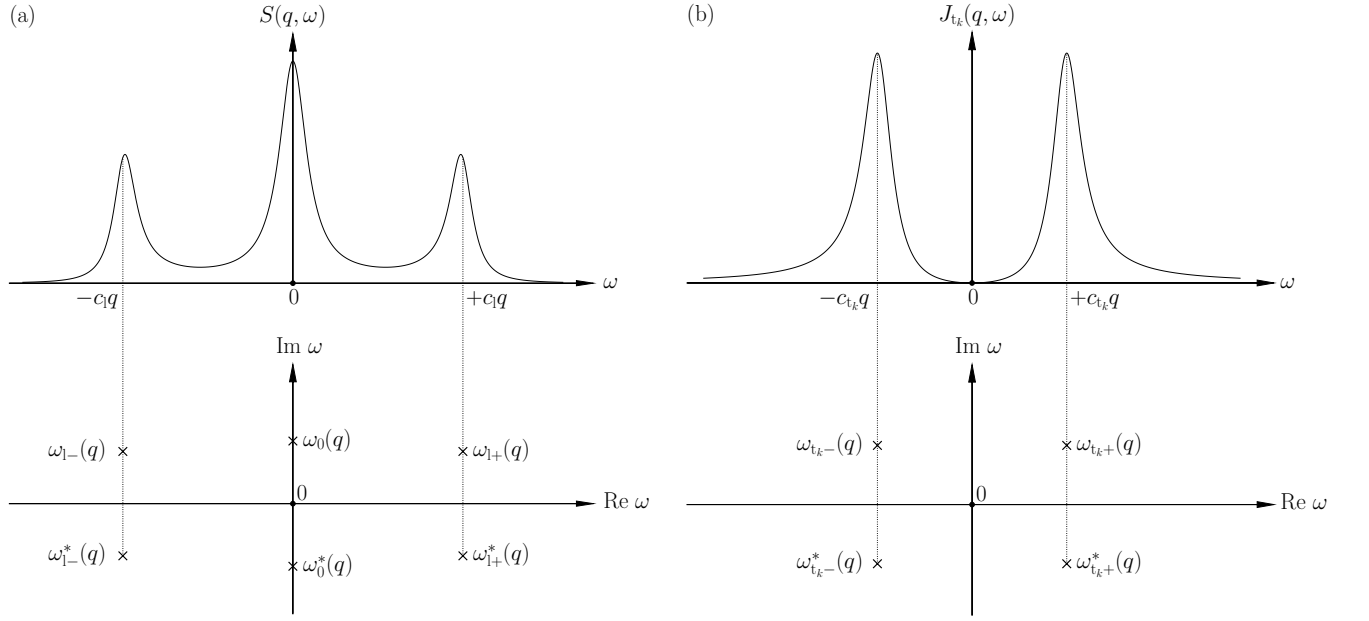 (a)
S(q, ω)
ω
−c_l q
0
+c_l q
Im ω
ω_{l−}(q)
ω_0(q)
ω_{l+}(q)
0
Re ω
ω*_{l−}(q)
ω*_0(q)
ω*_{l+}(q)
(b)
J_{t_k}(q, ω)
ω
−c_{t_k} q
0
+c_{t_k} q
Im ω
ω_{t_k−}(q)
ω_{t_k+}(q)
0
Re ω
ω*_{t_k−}(q)
ω*_{t_k+}(q)